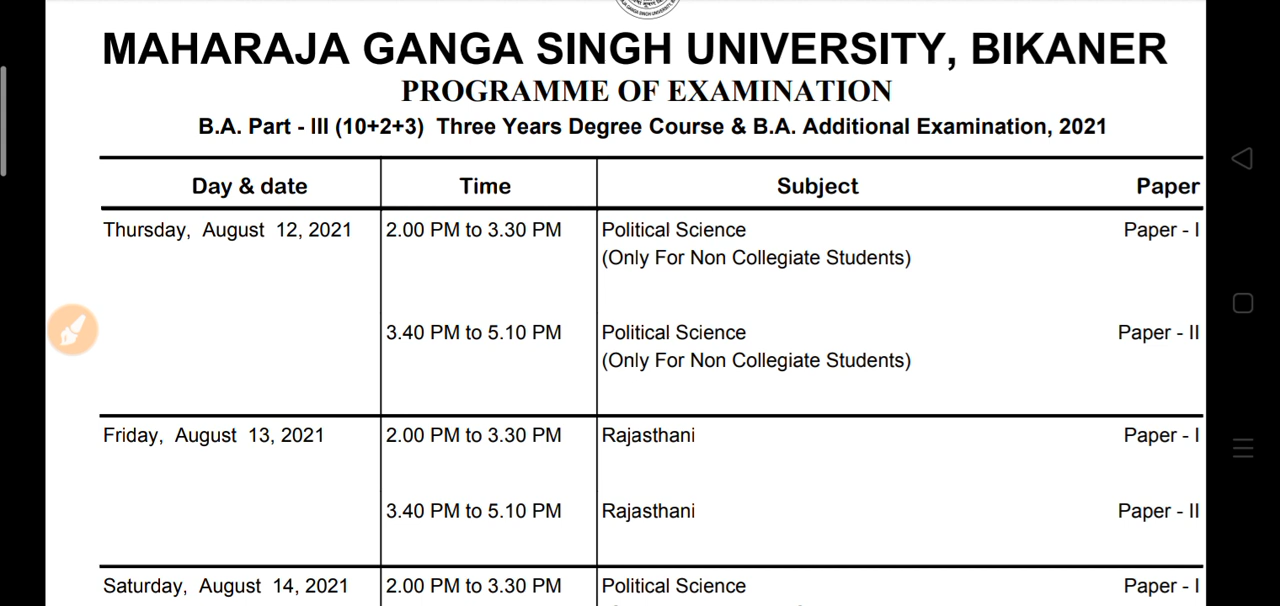 MAHARAJA GANGA SINGH UNIVERSITY, BIKANER
PROGRAMME OF EXAMINATION
B.A. Part - III (10+2+3) Three Years Degree Course & B.A. Additional Examination, 2021
Day & date Time Subject Paper
Thursday, August 12, 2021 2.00 PM to 3.30 PM Political Science Paper - I
(Only For Non Collegiate Students)
3.40 PM to 5.10 PM Political Science Paper - II
(Only For Non Collegiate Students)
Friday, August 13, 2021 2.00 PM to 3.30 PM Rajasthani Paper - I
3.40 PM to 5.10 PM Rajasthani Paper - II
Saturday, August 14, 2021 2.00 PM to 3.30 PM Political Science Paper - I